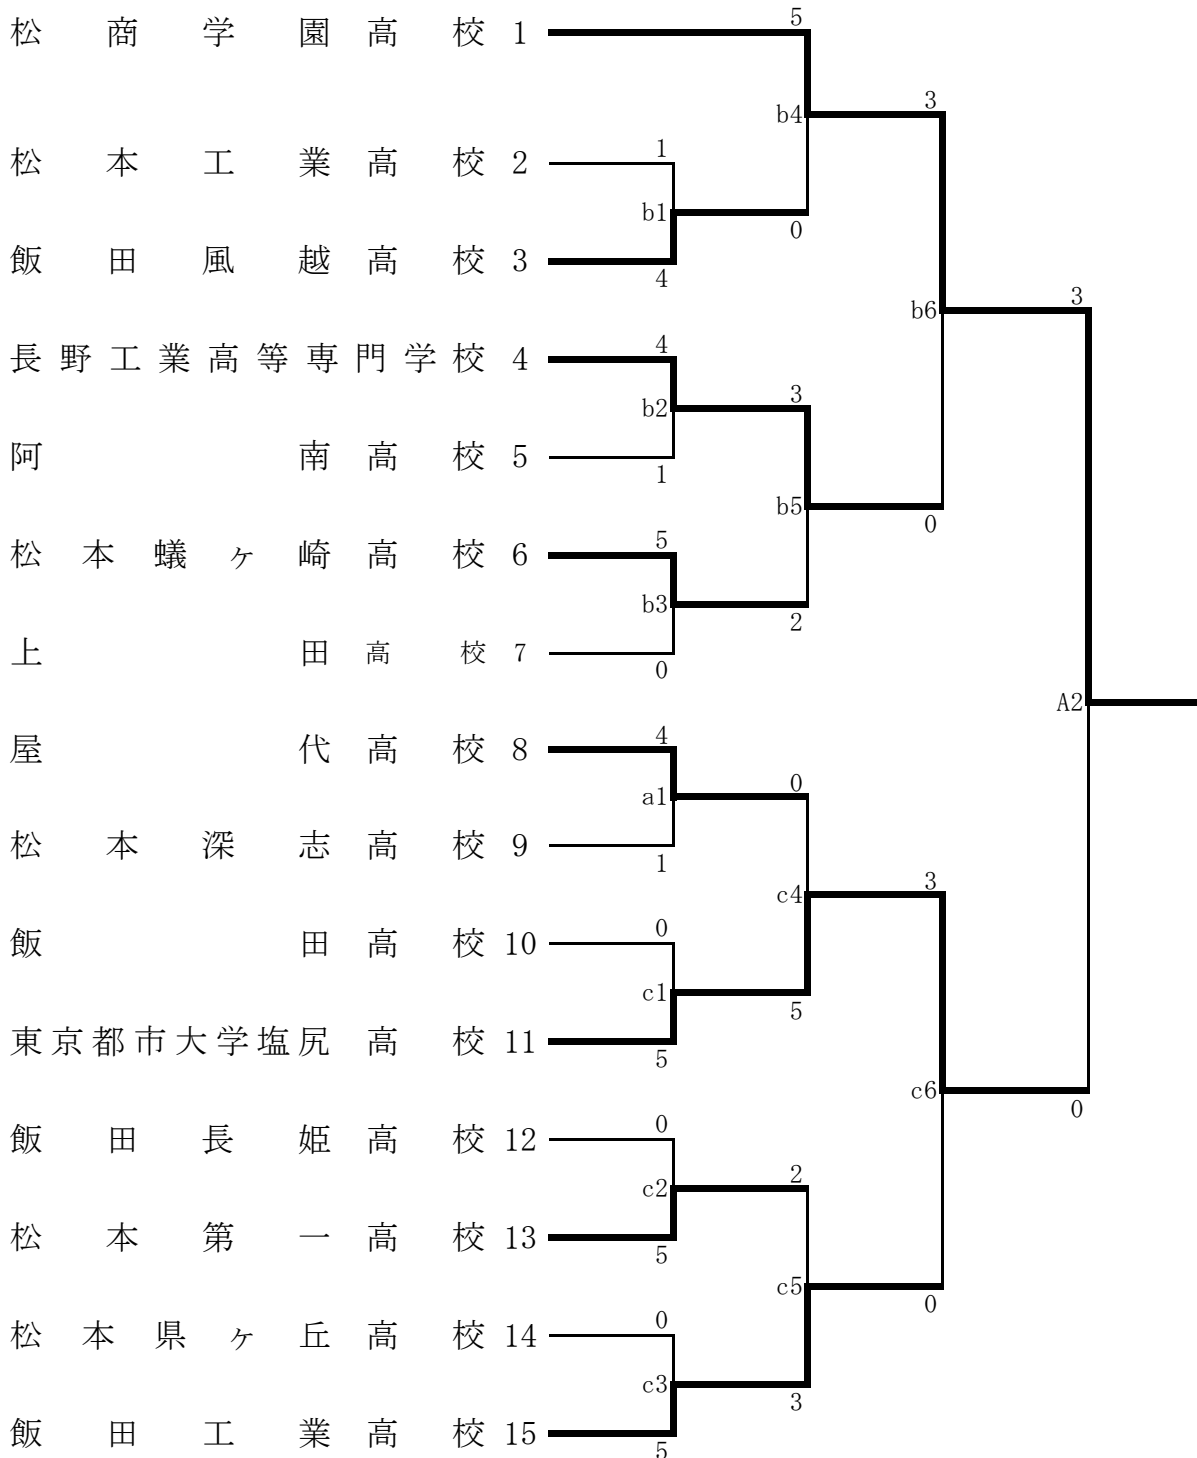 松商学園高校 1
5
b4
3
松本工業高校 2
1
b1
0
飯田風越高校 3
4
b6
3
長野工業高等専門学校 4
4
b2
3
阿南高校 5
1
b5
0
松本蟻ヶ崎高校 6
5
b3
2
上田高校 7
0
A2
屋代高校 8
4
a1
0
松本深志高校 9
1
c4
3
飯田高校 10
0
c1
5
東京都市大学塩尻高校 11
5
c6
0
飯田長姫高校 12
0
c2
2
松本第一高校 13
5
c5
0
松本県ヶ丘高校 14
0
c3
3
飯田工業高校 15
5